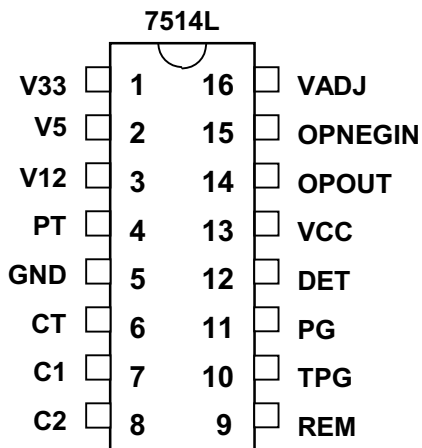 7514L
V33 1 16 VADJ
V5 2 15 OPNEGIN
V12 3 14 OPOUT
PT 4 13 VCC
GND 5 12 DET
CT 6 11 PG
C1 7 10 TPG
C2 8 9 REM